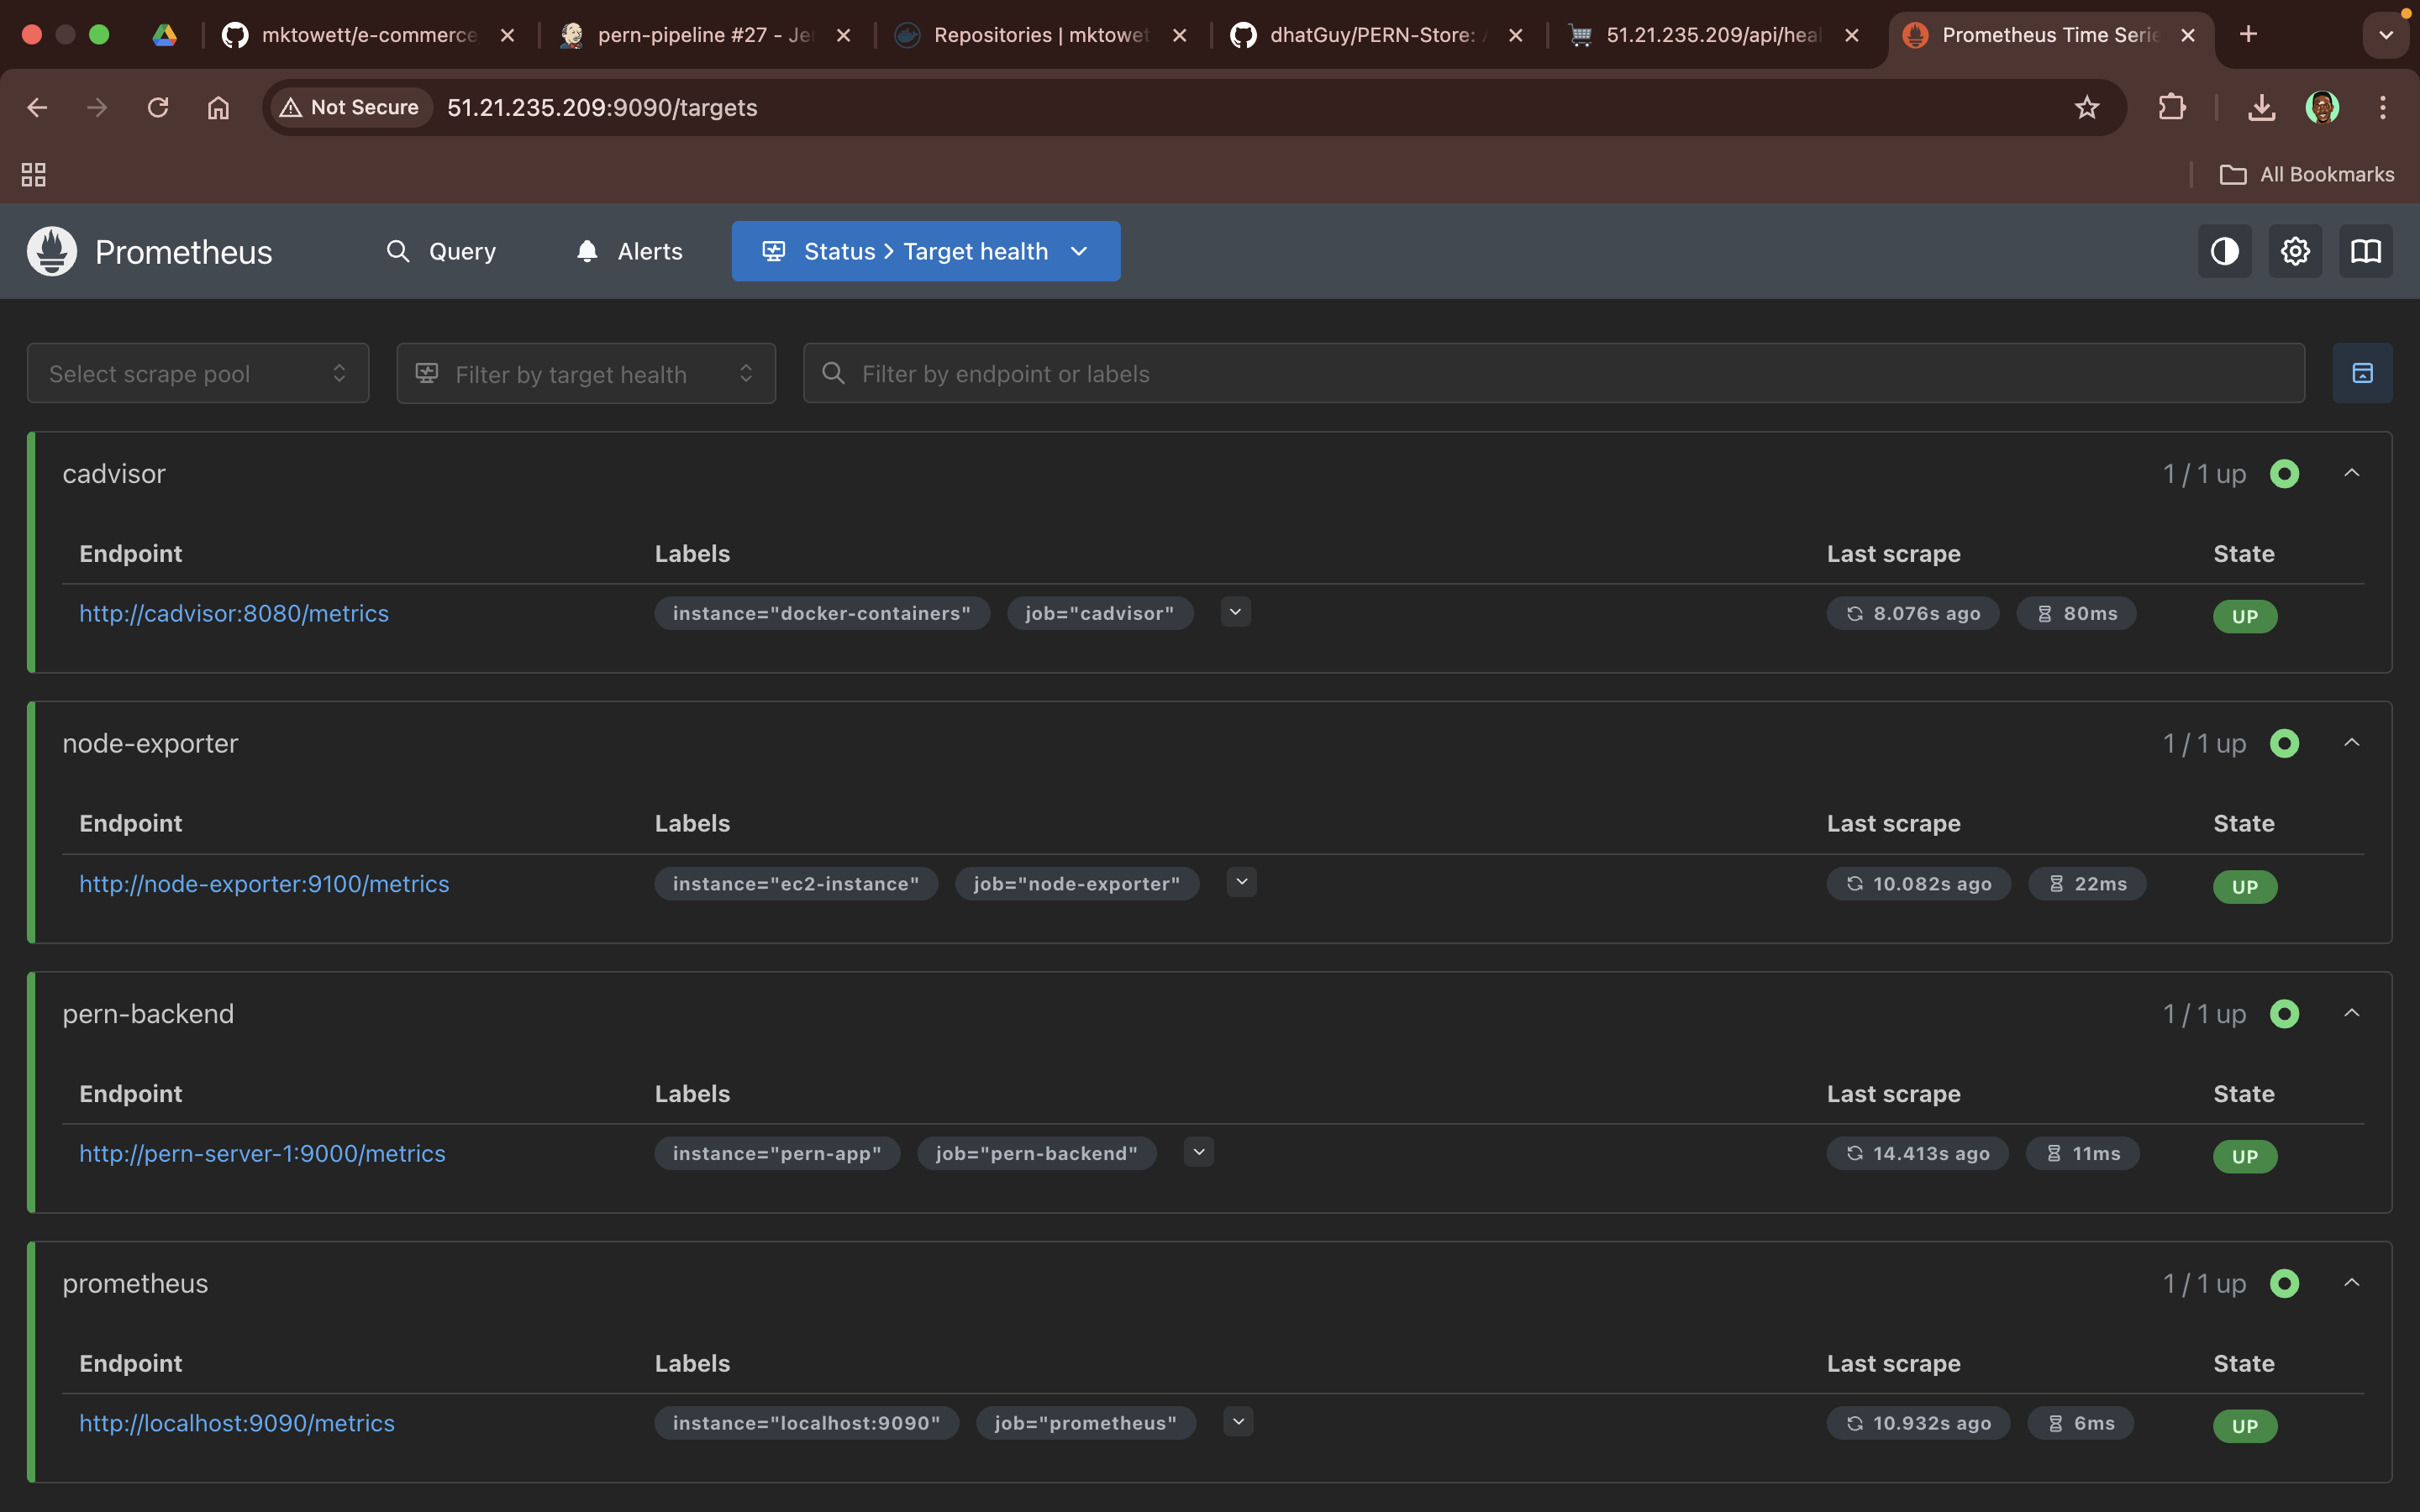 mktowett/e-commerce
pern-pipeline #27 - Je
Repositories | mktowet
dhatGuy/PERN-Store:
51.21.235.209/api/heal
Prometheus Time Serie
Not Secure
51.21.235.209:9090/targets
All Bookmarks
Prometheus
Query
Alerts
Status > Target health
Select scrape pool
Filter by target health
Filter by endpoint or labels
cadvisor
1 / 1 up
Endpoint Labels Last scrape State
http://cadvisor:8080/metrics instance="docker-containers" job="cadvisor" 8.076s ago 80ms UP
node-exporter
1 / 1 up
Endpoint Labels Last scrape State
http://node-exporter:9100/metrics instance="ec2-instance" job="node-exporter" 10.082s ago 22ms UP
pern-backend
1 / 1 up
Endpoint Labels Last scrape State
http://pern-server-1:9000/metrics instance="pern-app" job="pern-backend" 14.413s ago 11ms UP
prometheus
1 / 1 up
Endpoint Labels Last scrape State
http://localhost:9090/metrics instance="localhost:9090" job="prometheus" 10.932s ago 6ms UP